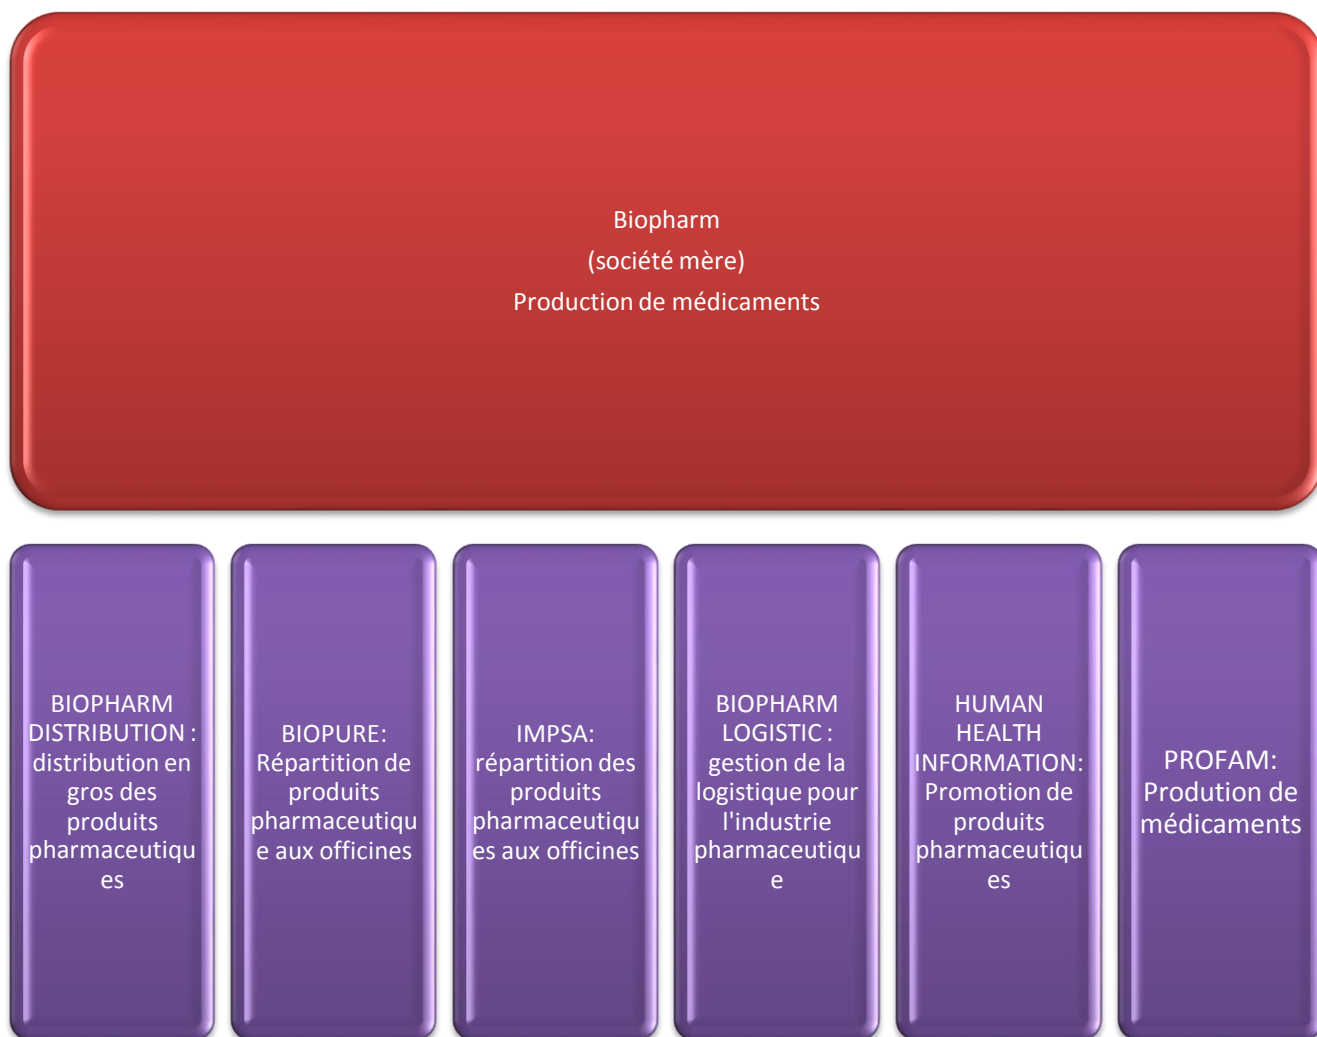 Biopharm
(société mère)
Production de médicaments
BIOPHARM
DISTRIBUTION :
distribution en
gros des
produits
pharmaceutiqu
es
BIOPURE:
Répartition de
produits
pharmaceutiqu
e aux officines
IMPSA:
répartition des
produits
pharmaceutiqu
es aux officines
BIOPHARM
LOGISTIC :
gestion de la
logistique pour
l'industrie
pharmaceutiqu
e
HUMAN
HEALTH
INFORMATION:
Promotion de
produits
pharmaceutiqu
es
PROFAM:
Prodution de
médicaments